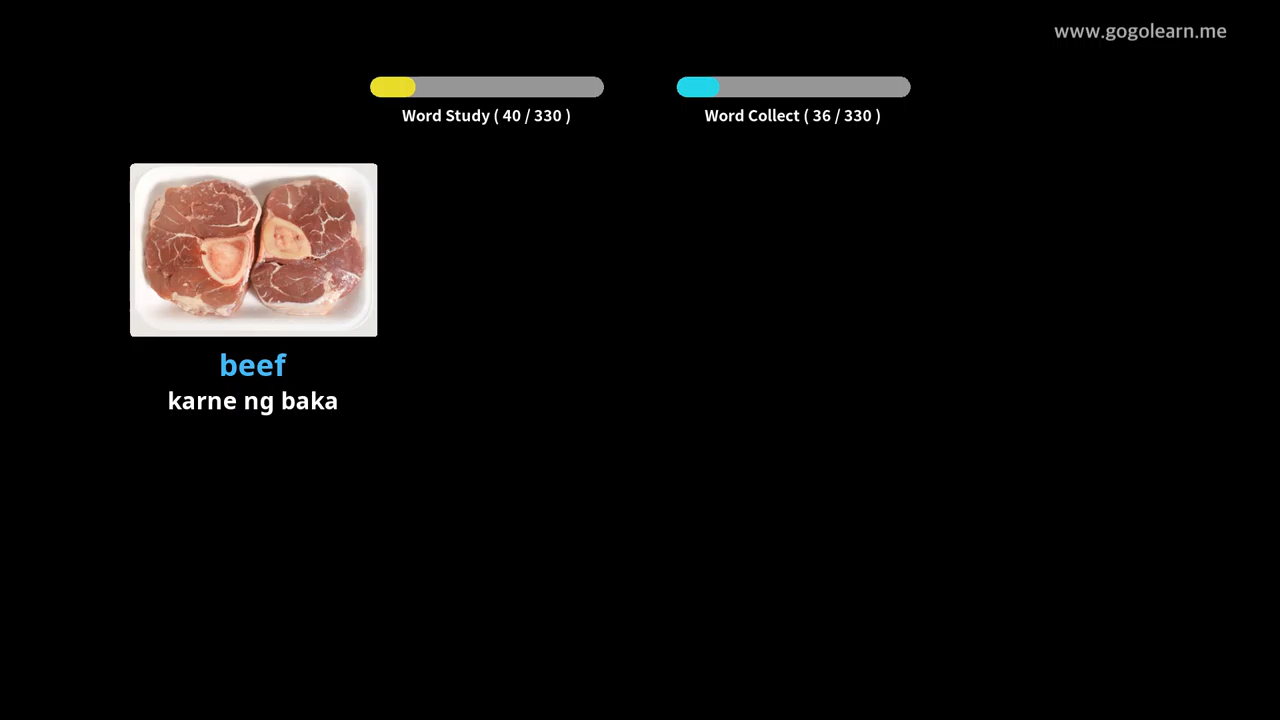 www.gogolearn.me
Word Study ( 40 / 330 )
Word Collect ( 36 / 330 )
beef
karne ng baka